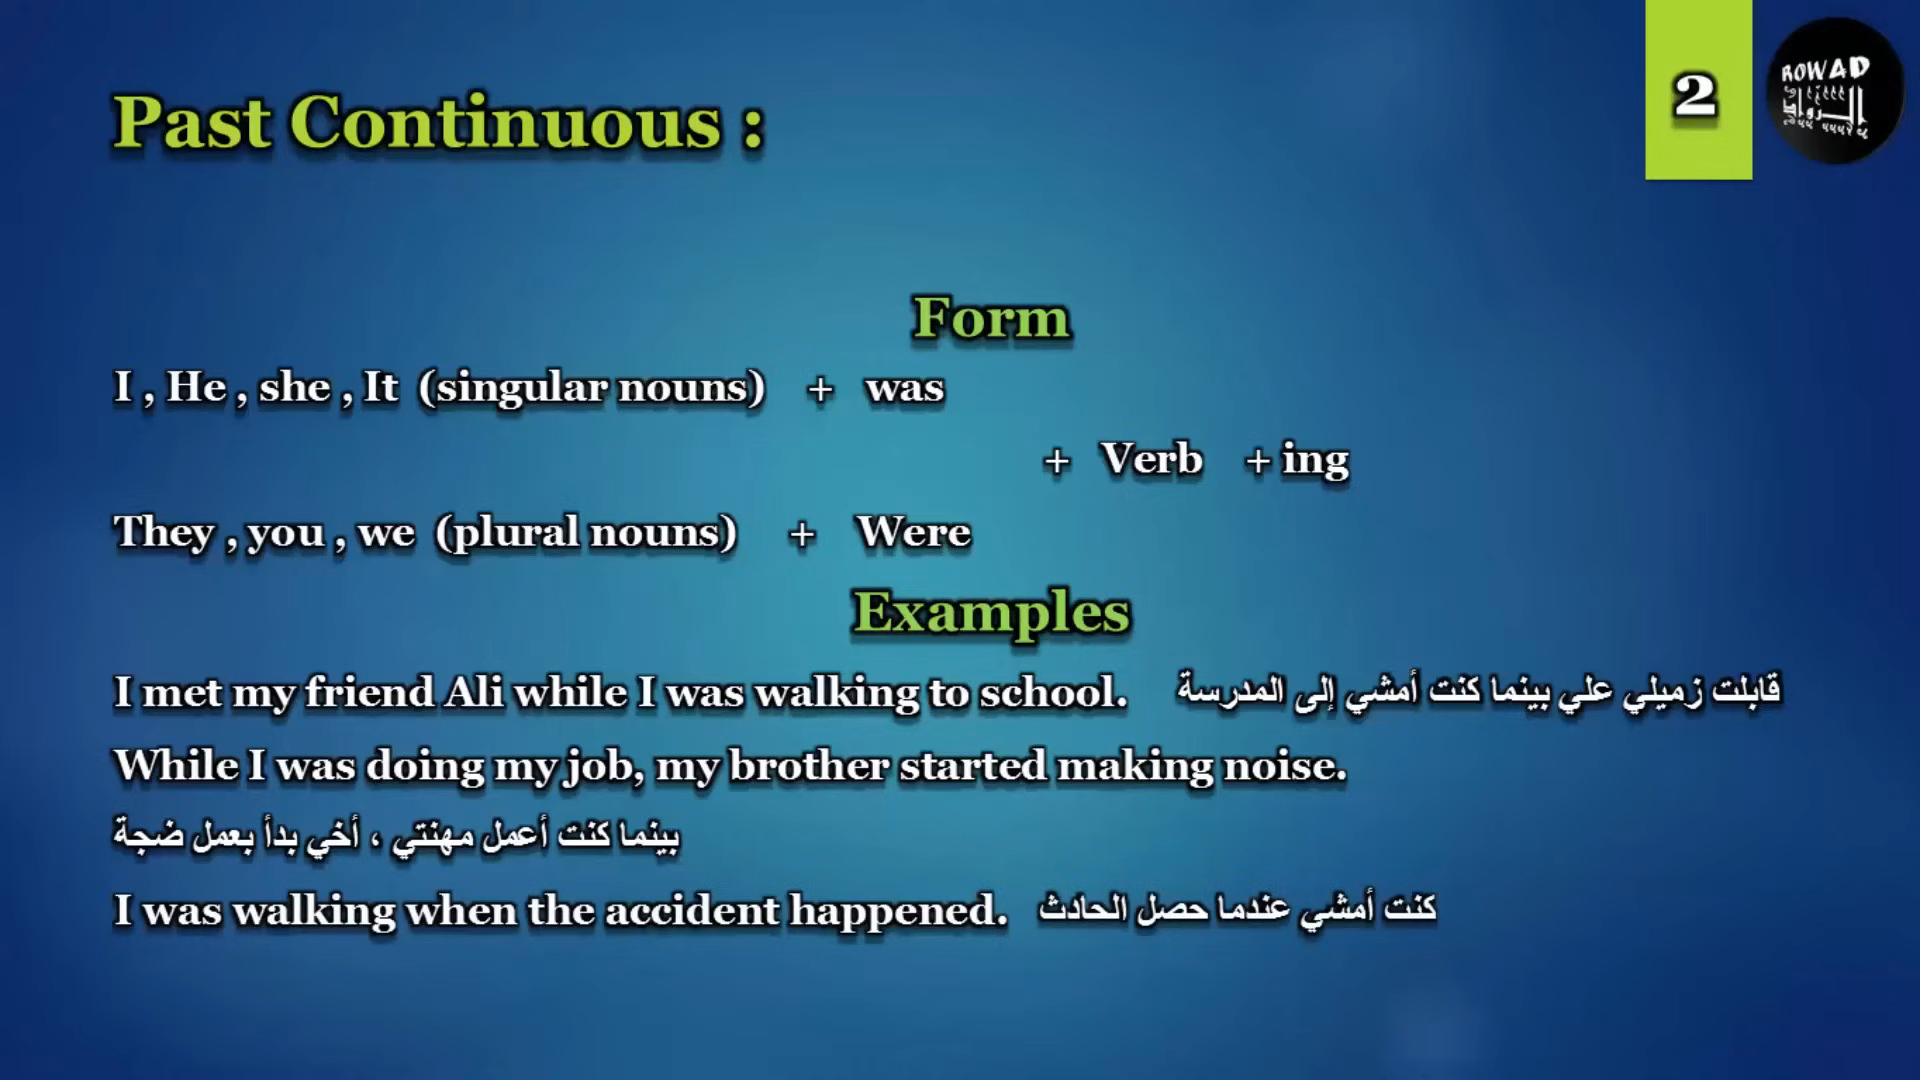 Past Continuous :
2
ROWAD
الرواد
Form
I , He , she , It (singular nouns) + was
+ Verb + ing
They , you , we (plural nouns) + Were
Examples
I met my friend Ali while I was walking to school. قابلت زميلي علي بينما كنت أمشي إلى المدرسة
While I was doing my job, my brother started making noise.
بينما كنت أعمل مهنتي ، أخي بدأ بعمل ضجة
I was walking when the accident happened. كنت أمشي عندما حصل الحادث